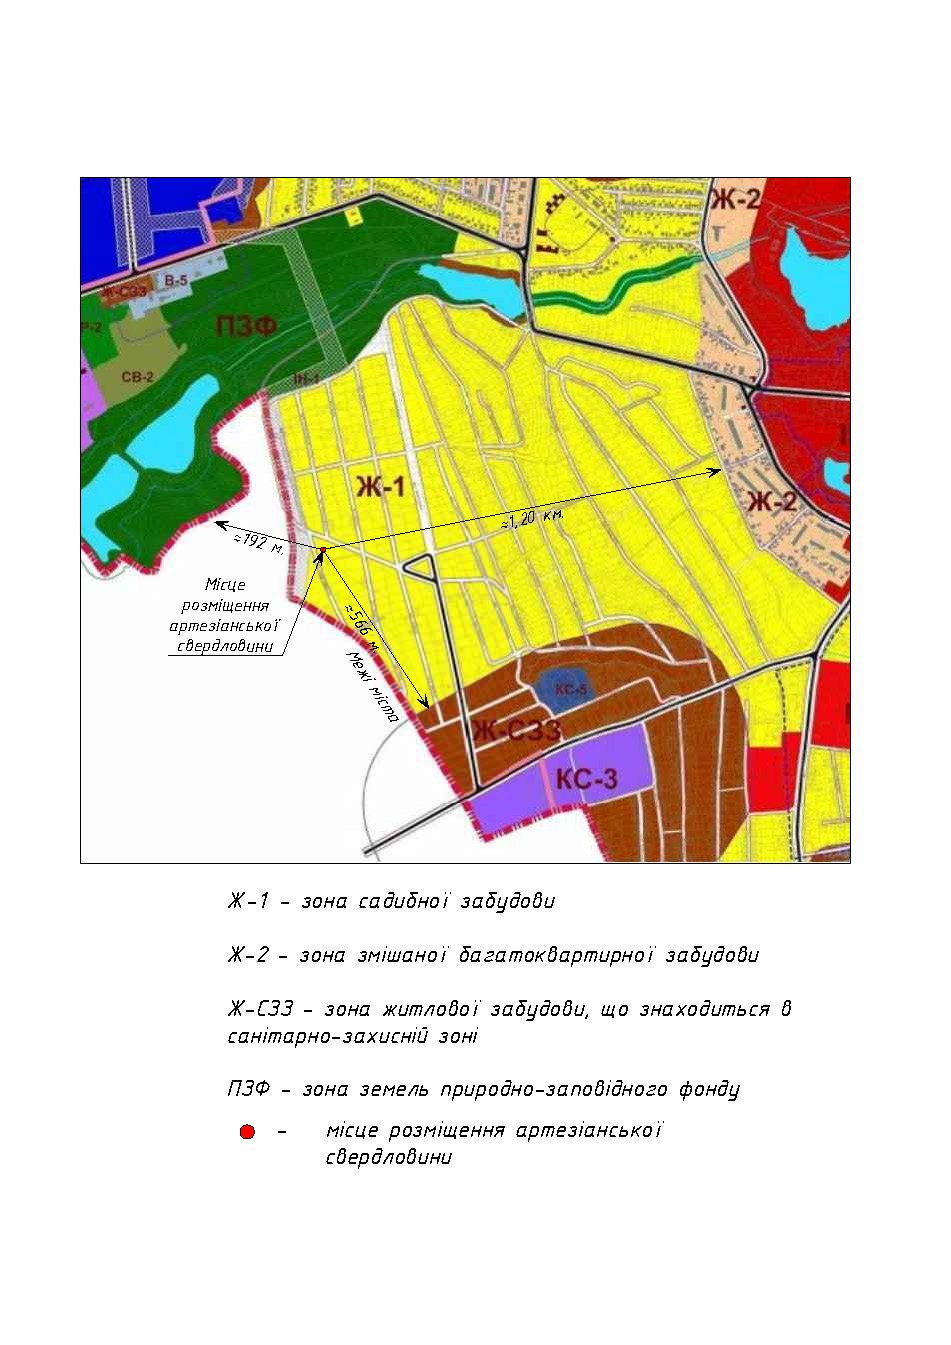 Ж-2
В-5
Ж-СЗЗ
ПЗФ
Р-2
СВ-2
ІН-1
Ж-1
Ж-2
≈1,20 км.
≈192 м.
Місце
розміщення
артезіанської
свердловини
≈566 м.
Межі міста
КС-5
Ж-СЗЗ
КС-3
Ж-1 - зона садибної забудови
Ж-2 - зона змішаної багатоквартирної забудови
Ж-СЗЗ - зона житлової забудови, що знаходиться в
санітарно-захисній зоні
ПЗФ - зона земель природно-заповідного фонду
- місце розміщення артезіанської
свердловини